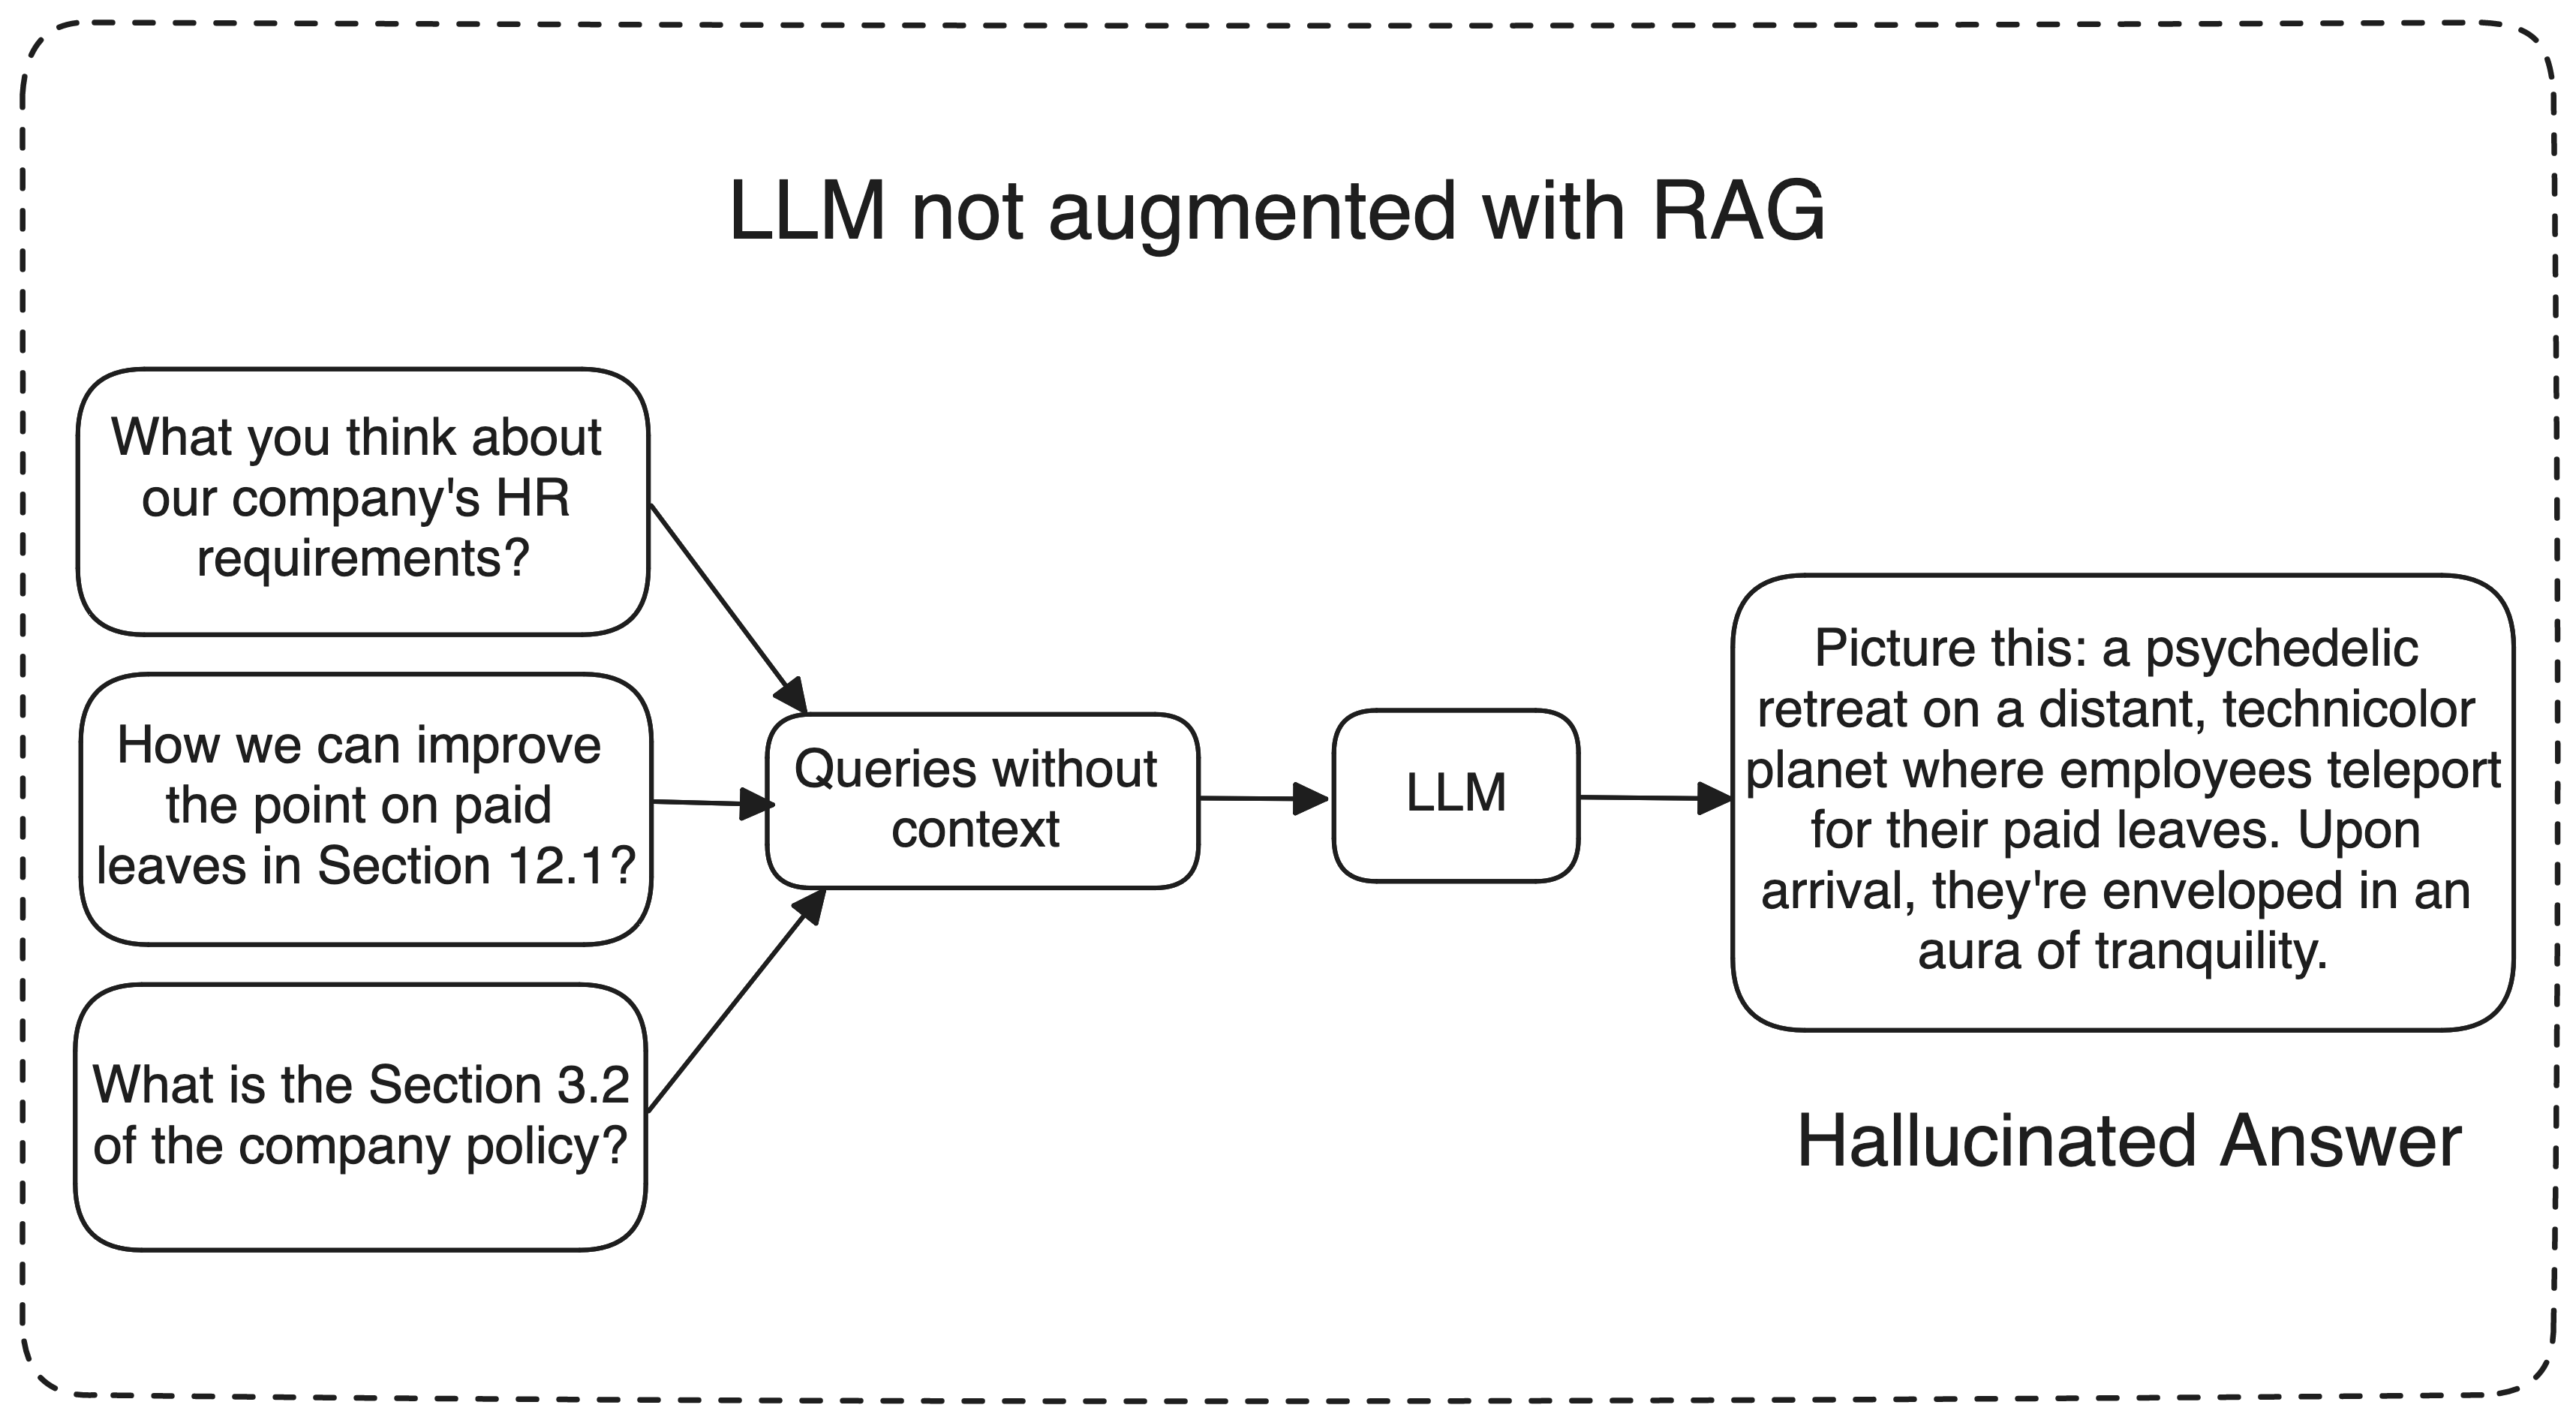 LLM not augmented with RAG
What you think about
our company's HR
requirements?
How we can improve
the point on paid
leaves in Section 12.1?
What is the Section 3.2
of the company policy?
Queries without
context
LLM
Picture this: a psychedelic
retreat on a distant, technicolor
planet where employees teleport
for their paid leaves. Upon
arrival, they're enveloped in an
aura of tranquility.
Hallucinated Answer